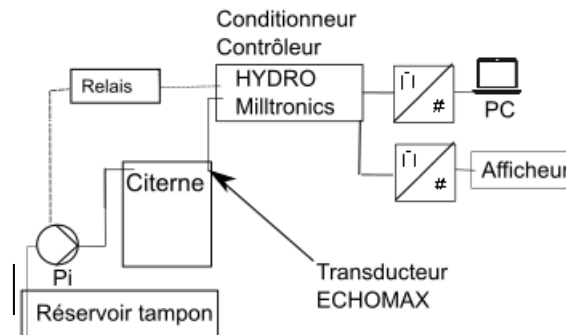 Conditionneur
Contrôleur
Relais
HYDRO
Milltronics
#
PC
Citerne
#
Afficheur
Pi
Transducteur
ECHOMAX
Réservoir tampon